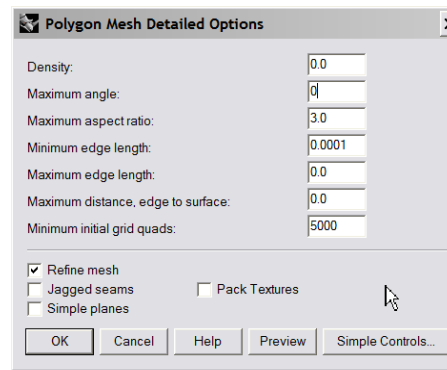 Polygon Mesh Detailed Options
Density: 0.0
Maximum angle: 0
Maximum aspect ratio: 3.0
Minimum edge length: 0.0001
Maximum edge length: 0.0
Maximum distance, edge to surface: 0.0
Minimum initial grid quads: 5000
Refine mesh
Jagged seams Pack Textures
Simple planes
OK Cancel Help Preview Simple Controls...